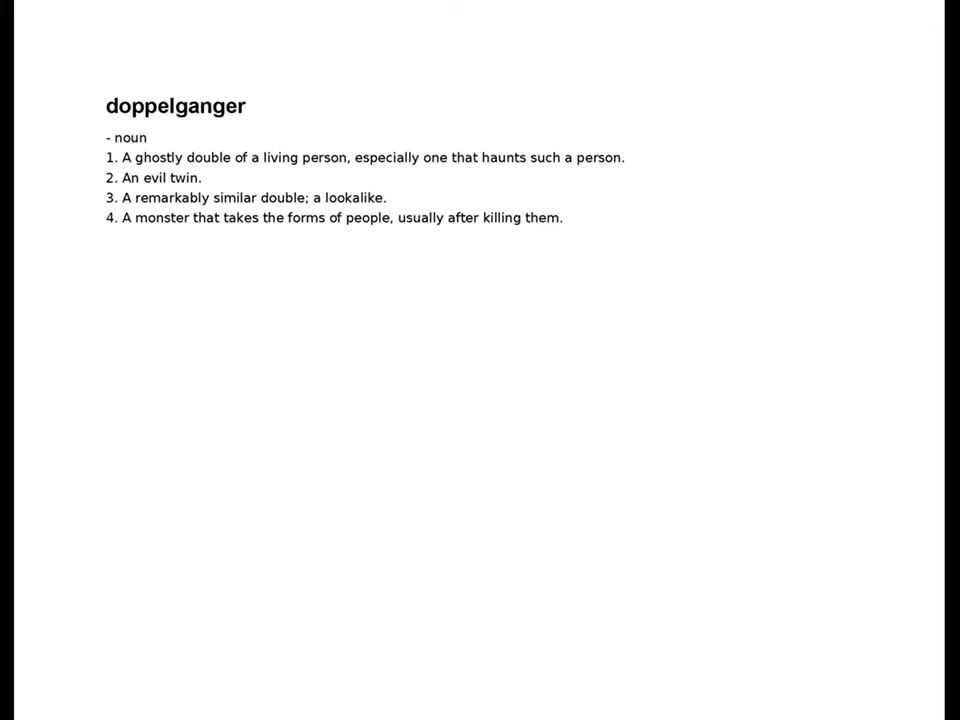 doppelganger
- noun
1. A ghostly double of a living person, especially one that haunts such a person.
2. An evil twin.
3. A remarkably similar double; a lookalike.
4. A monster that takes the forms of people, usually after killing them.